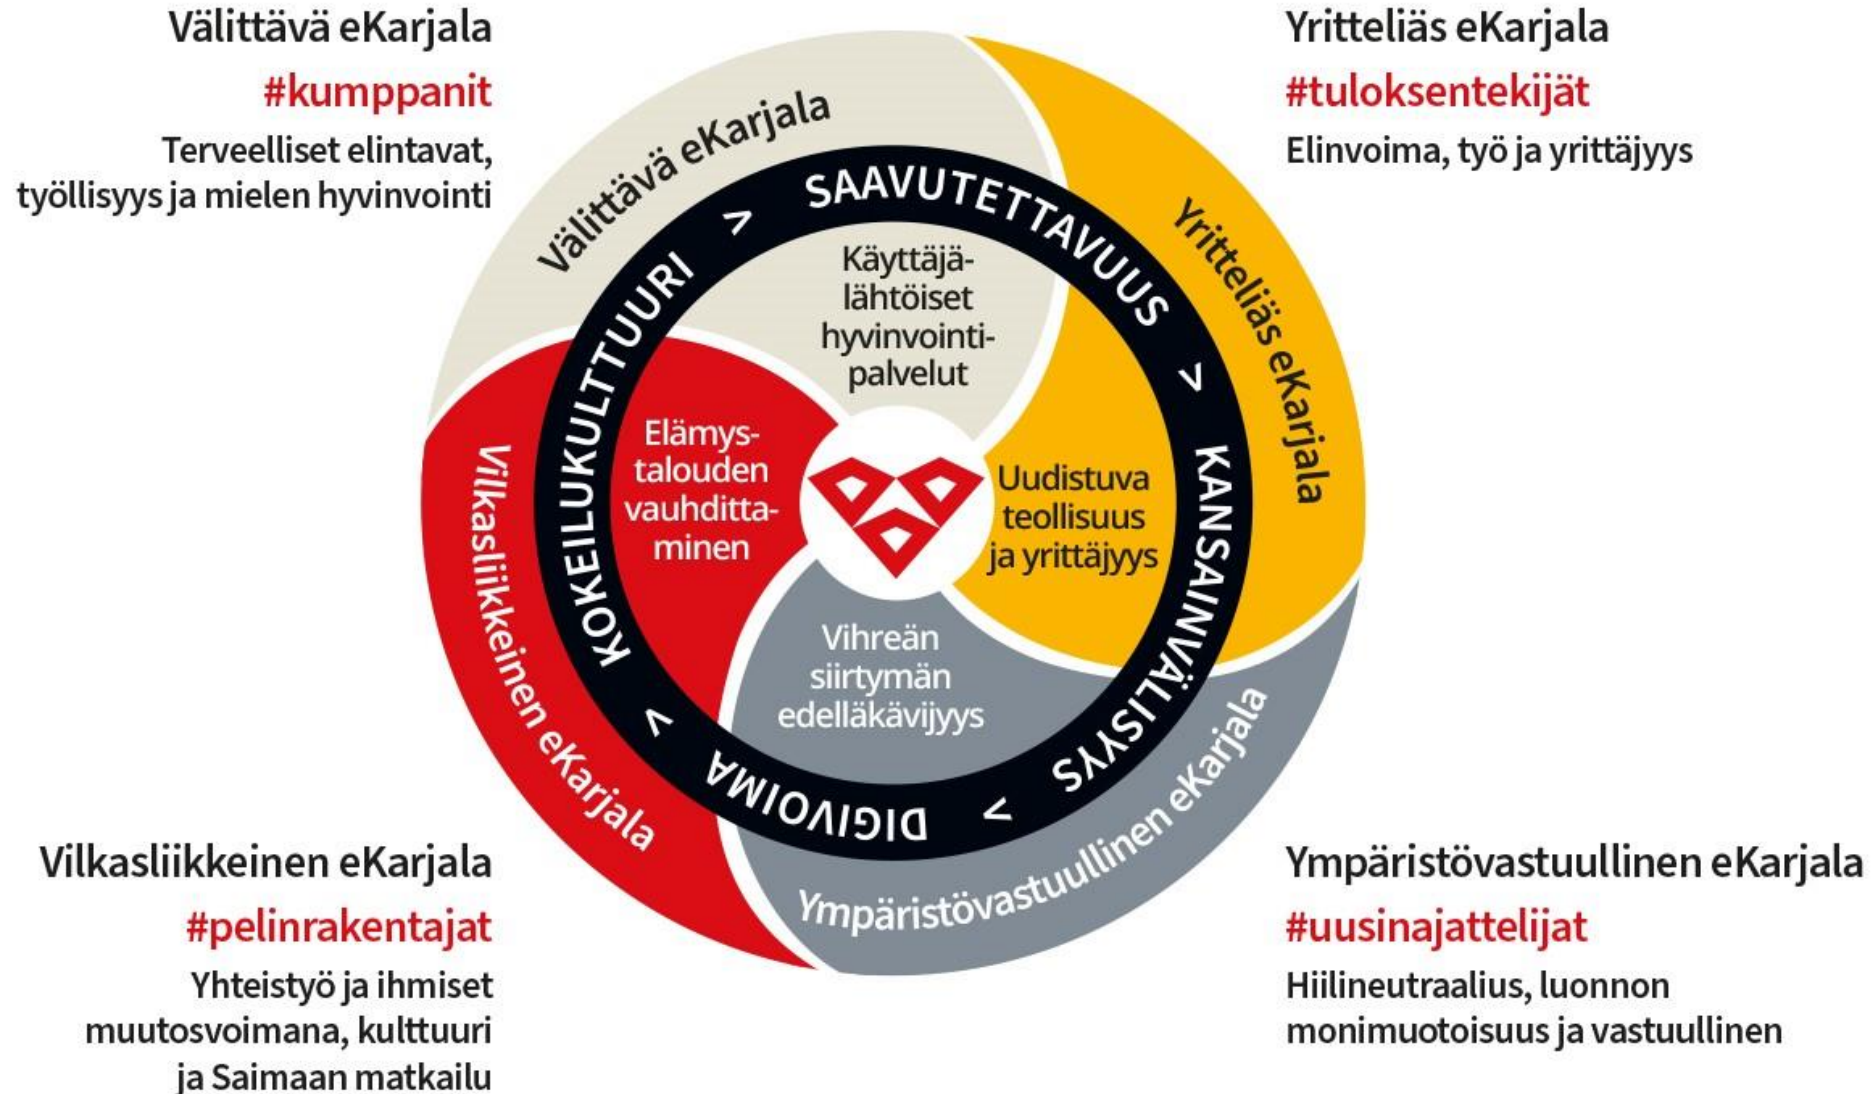 Välittävä eKarjala
#kumppanit
Terveelliset elintavat,
työllisyys ja mielen hyvinvointi
Yritteliäs eKarjala
#tuloksentekijät
Elinvoima, työ ja yrittäjyys
Välittävä eKarjala
Yritteliäs eKarjala
Ympäristövastuullinen eKarjala
Vilkasliikkeinen eKarjala
SAAVUTETTAVUUS > KANSAINVÄLISYYS > DIGIVOIMA > KOKEILUKULTTUURI >
Käyttäjä-
lähtöiset
hyvinvointi-
palvelut
Elämys-
talouden
vauhditta-
minen
Uudistuva
teollisuus
ja yrittäjyys
Vihreän
siirtymän
edelläkävijyys
Vilkasliikkeinen eKarjala
#pelinrakentajat
Yhteistyö ja ihmiset
muutosvoimana, kulttuuri
ja Saimaan matkailu
Ympäristövastuullinen eKarjala
#uusinajattelijat
Hiilineutraalius, luonnon
monimuotoisuus ja vastuullinen